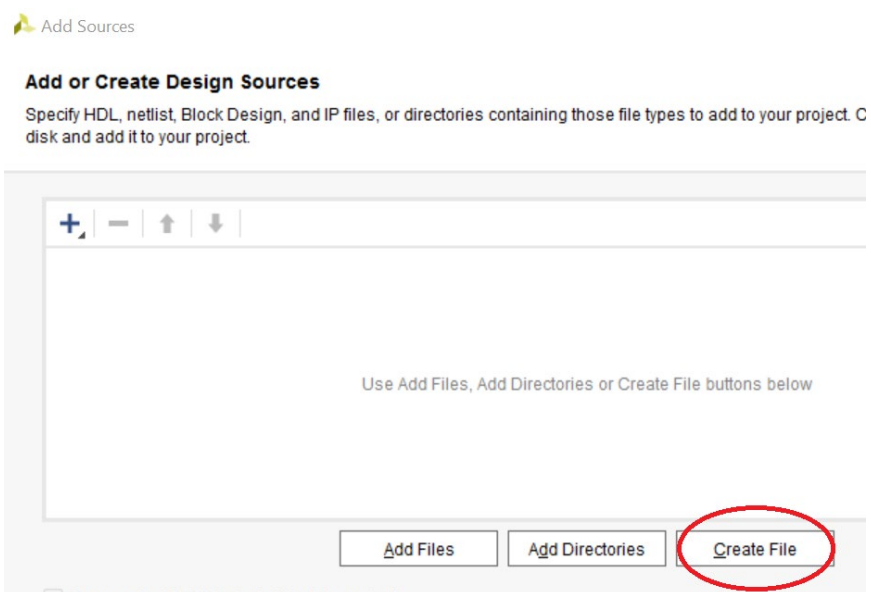 Add Sources
Add or Create Design Sources
Specify HDL, netlist, Block Design, and IP files, or directories containing those file types to add to your project. C
disk and add it to your project.
Use Add Files, Add Directories or Create File buttons below
Add Files Add Directories Create File